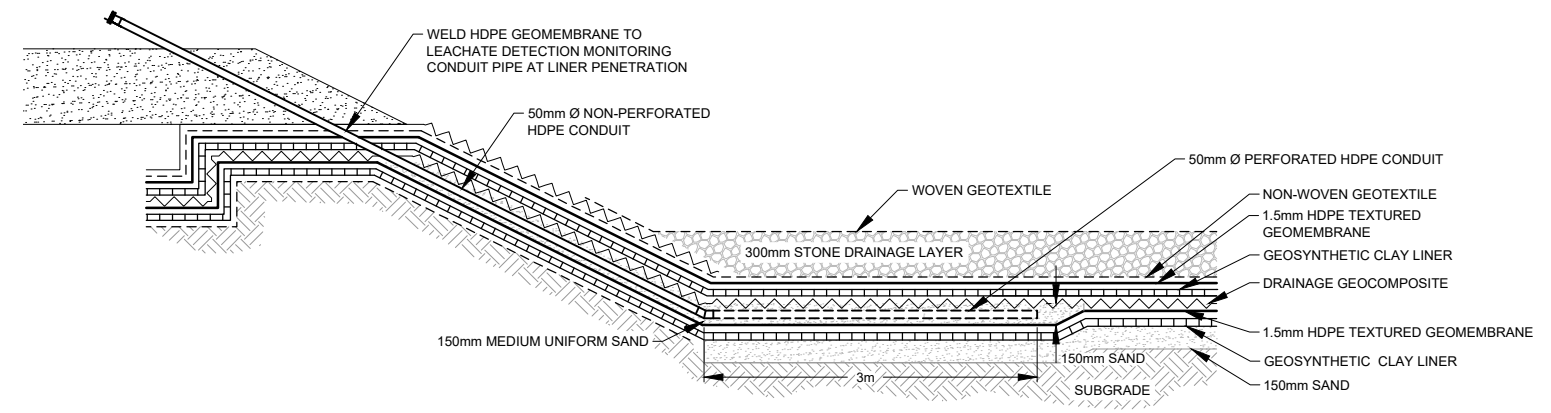 WELD HDPE GEOMEMBRANE TO
LEACHATE DETECTION MONITORING
CONDUIT PIPE AT LINER PENETRATION
50mm Ø NON-PERFORATED
HDPE CONDUIT
50mm Ø PERFORATED HDPE CONDUIT
WOVEN GEOTEXTILE
NON-WOVEN GEOTEXTILE
1.5mm HDPE TEXTURED
GEOMEMBRANE
300mm STONE DRAINAGE LAYER
GEOSYNTHETIC CLAY LINER
DRAINAGE GEOCOMPOSITE
150mm MEDIUM UNIFORM SAND
1.5mm HDPE TEXTURED GEOMEMBRANE
150mm SAND
GEOSYNTHETIC CLAY LINER
3m
150mm SAND
SUBGRADE